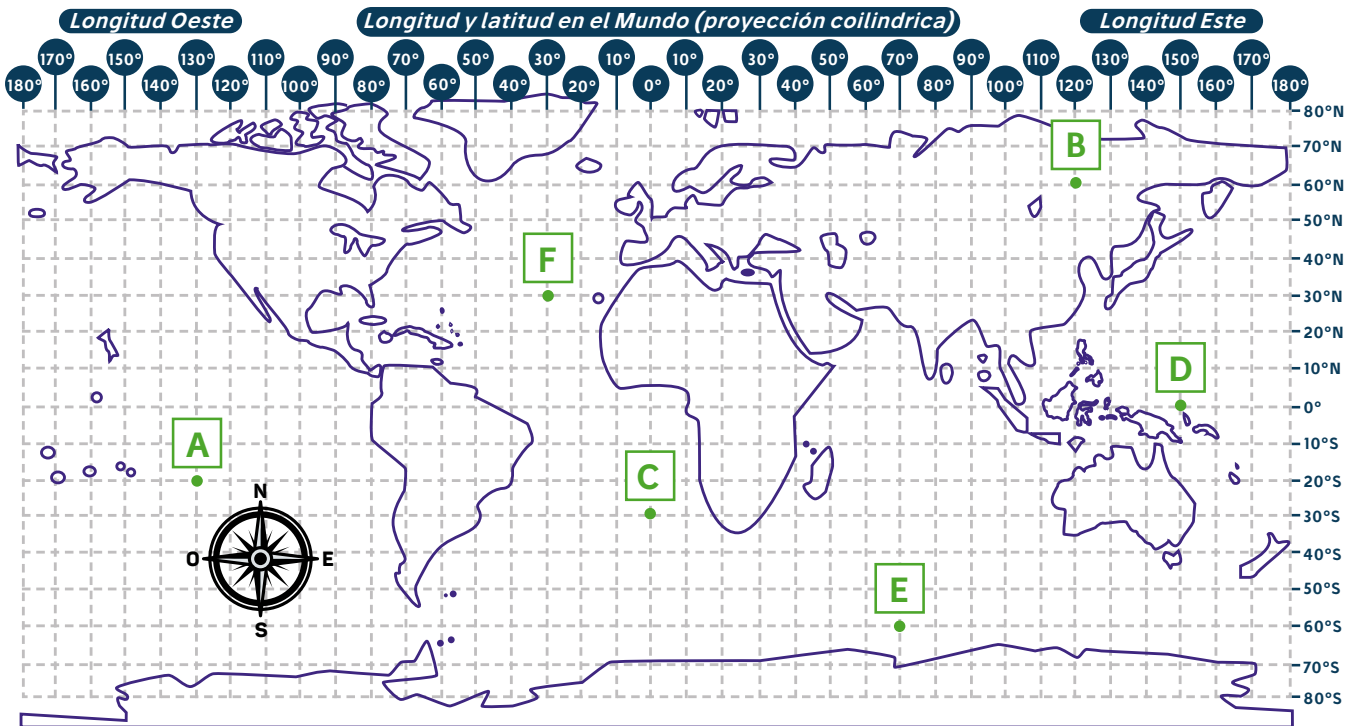 Longitud Oeste Longitud y latitud en el Mundo (proyección coilindrica) Longitud Este
170° 150° 130° 110° 90° 70° 50° 30° 10° 10° 30° 50° 70° 90° 110° 130° 150° 170°
180° 160° 140° 120° 100° 80° 60° 40° 20° 0° 20° 40° 60° 80° 100° 120° 140° 160° 180°
80°N
B
70°N
60°N
50°N
F
40°N
30°N
20°N
D
10°N
0°
A
10°S
C
20°S
N
30°S
O E
40°S
E
50°S
S
60°S
70°S
80°S